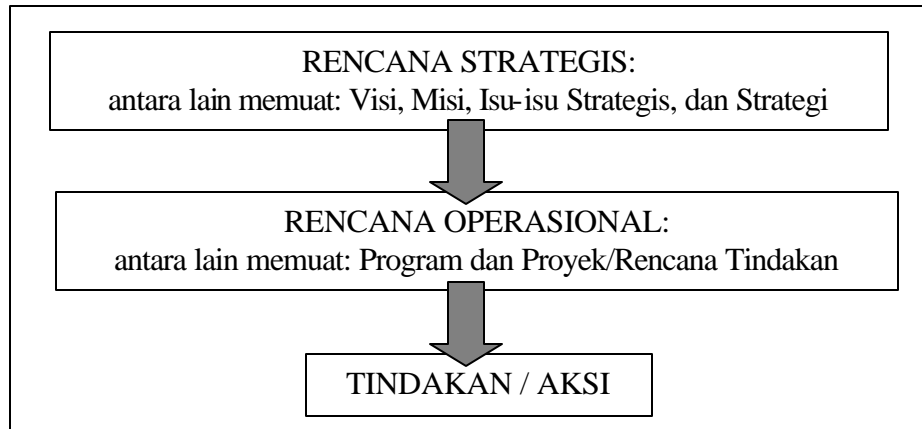 RENCANA STRATEGIS:
antara lain memuat: Visi, Misi, Isu-isu Strategis, dan Strategi
RENCANA OPERASIONAL:
antara lain memuat: Program dan Proyek/Rencana Tindakan
TINDAKAN / AKSI